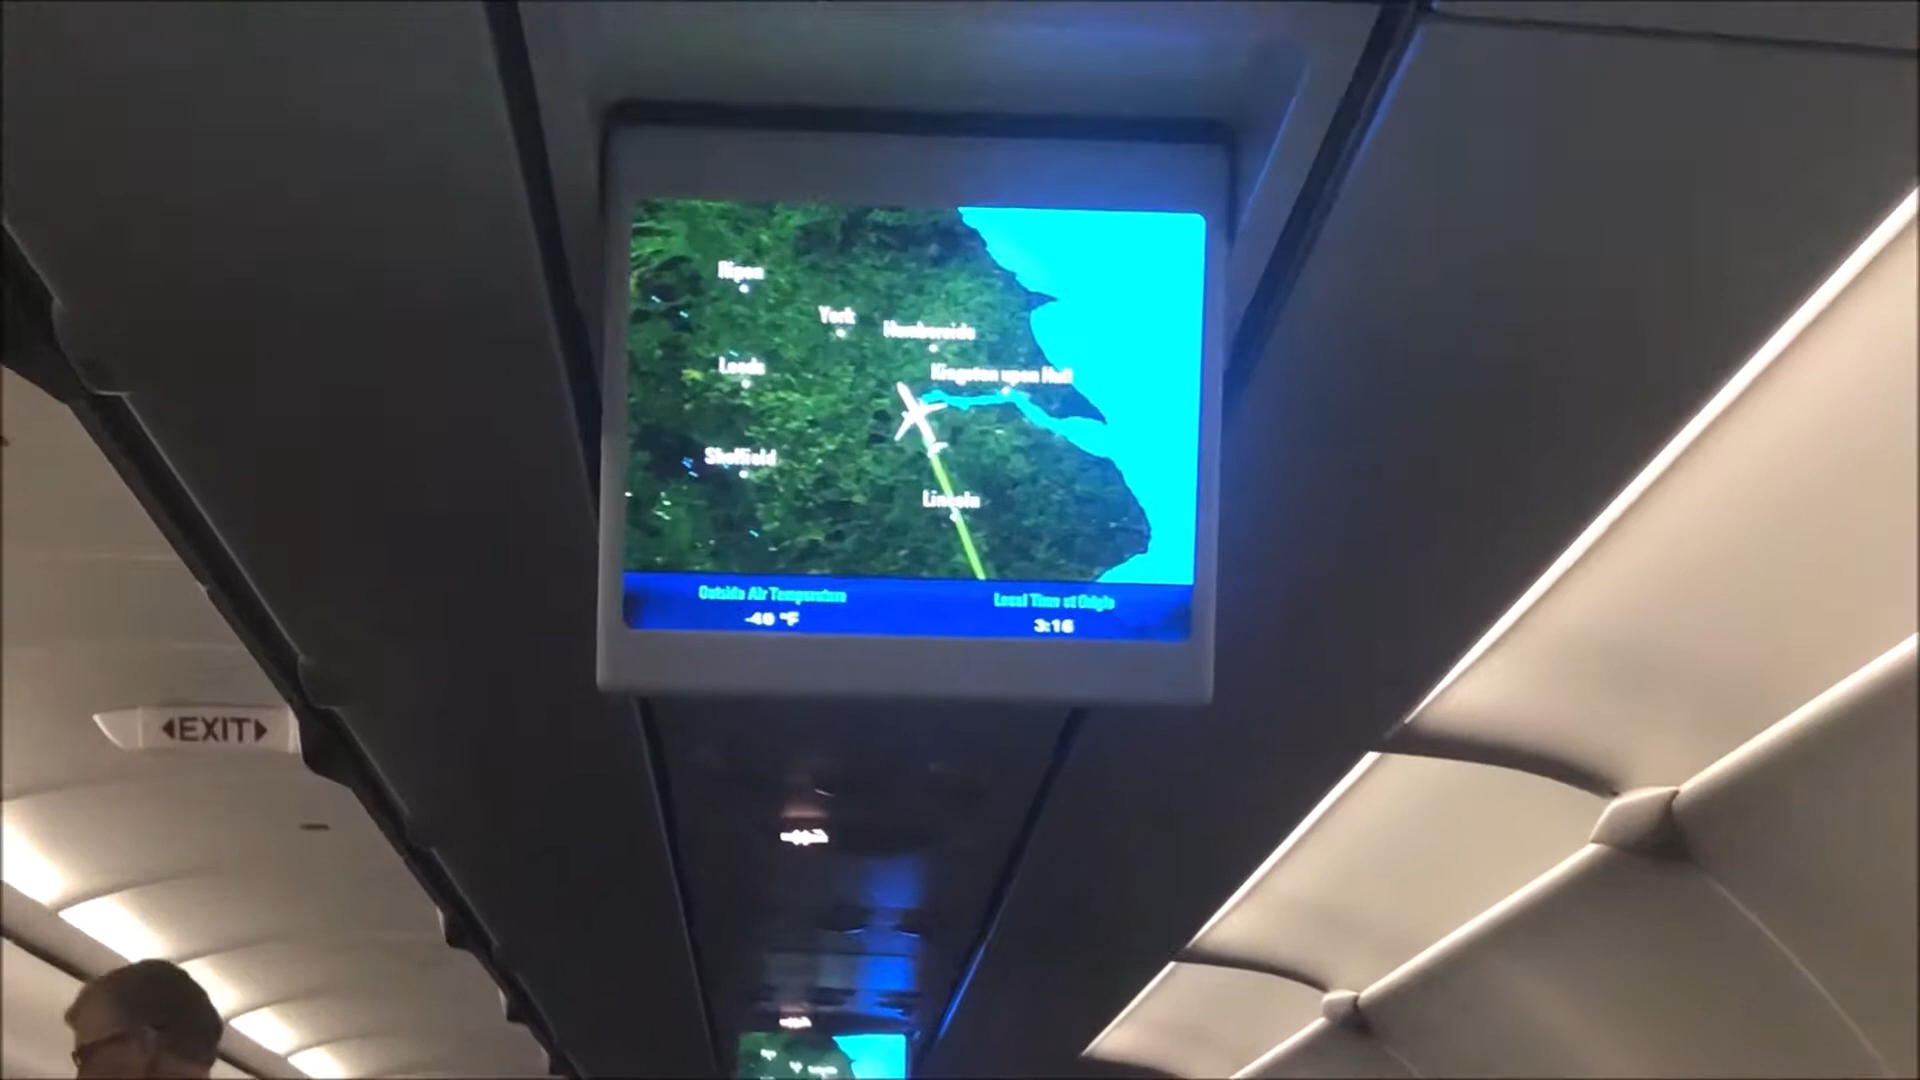 Ripon
York
Humberside
Leeds
Kingston upon Hull
Sheffield
Lincoln
Outside Air Temperature
Local Time at Origin
-40 °F
3:16
EXIT